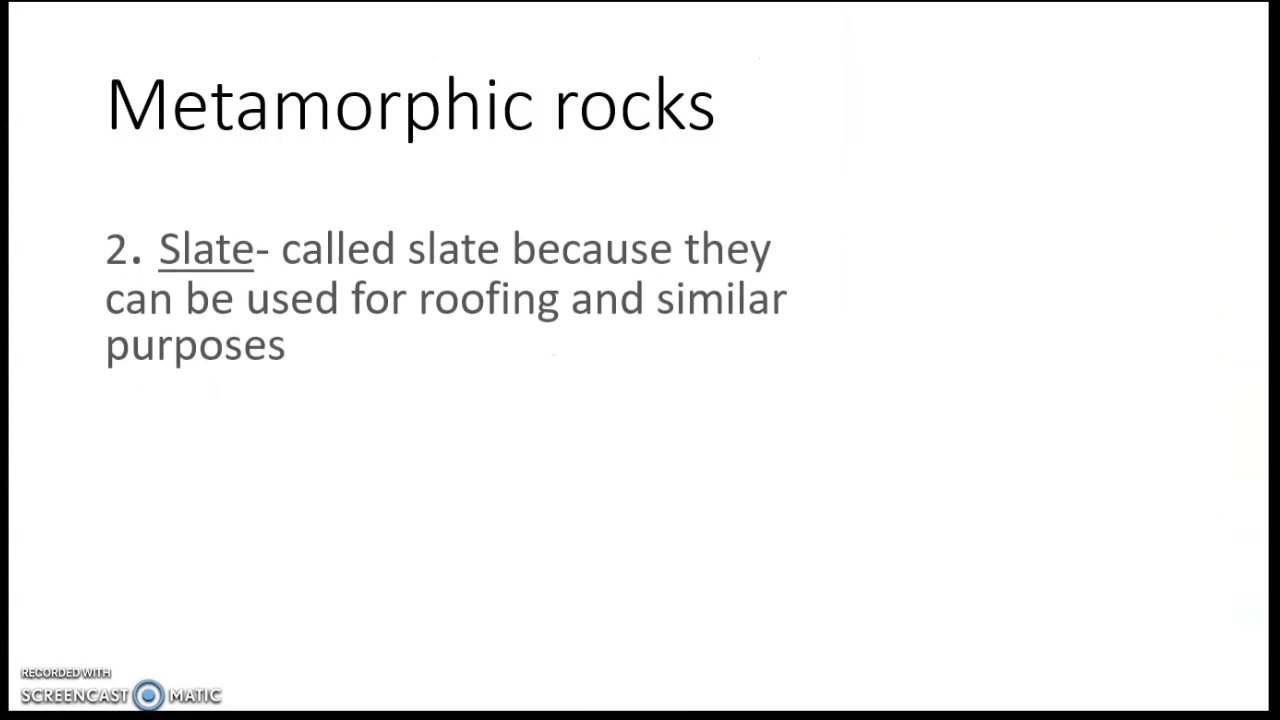 Metamorphic rocks
2. Slate- called slate because they
can be used for roofing and similar
purposes
RECORDED WITH
SCREENCAST MATIC